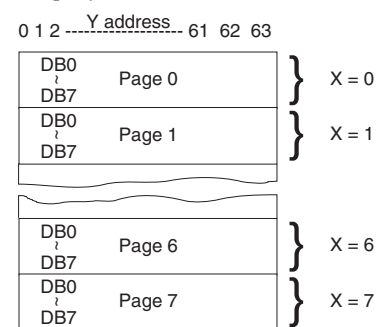 Y address
0 1 2 ------------------ 61 62 63
DB0
≀
DB7
Page 0
X = 0
DB0
≀
DB7
Page 1
X = 1
DB0
≀
DB7
Page 6
X = 6
DB0
≀
DB7
Page 7
X = 7